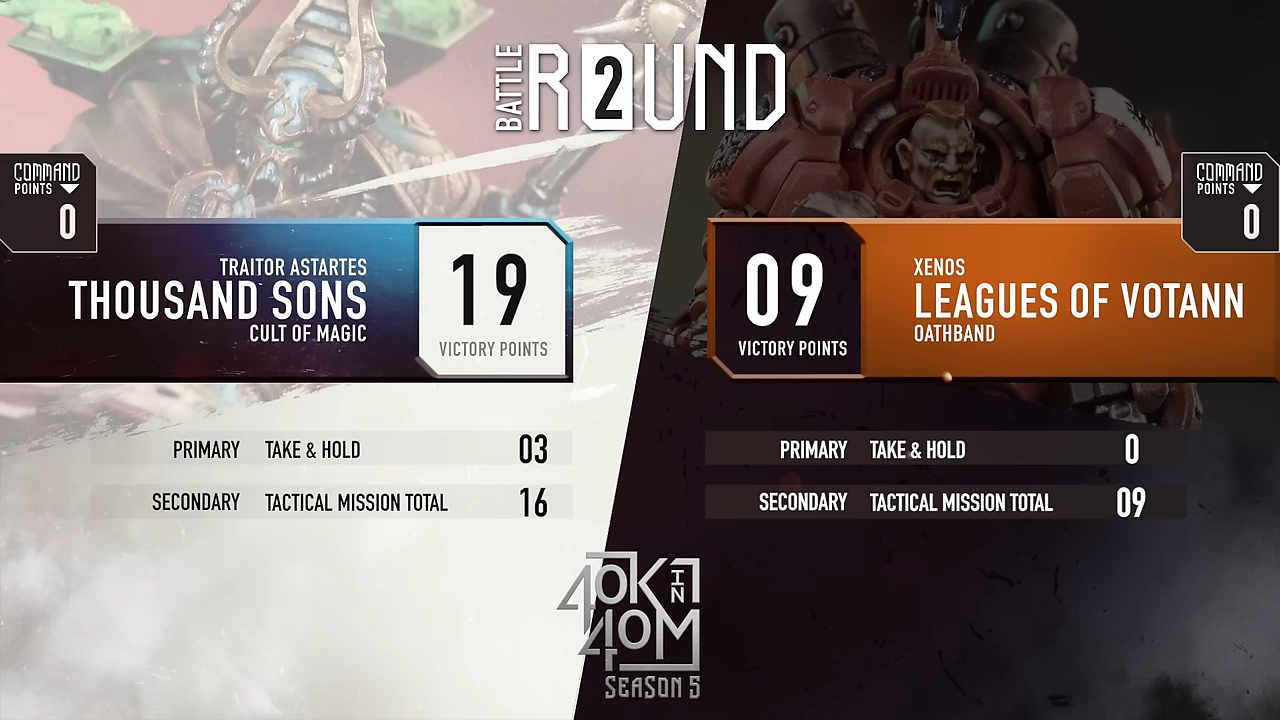 BATTLE R2UND
COMMAND
POINTS
0
TRAITOR ASTARTES
THOUSAND SONS
CULT OF MAGIC
19
VICTORY POINTS
PRIMARY TAKE & HOLD 03
SECONDARY TACTICAL MISSION TOTAL 16
COMMAND
POINTS
0
09
VICTORY POINTS
XENOS
LEAGUES OF VOTANN
OATHBAND
PRIMARY TAKE & HOLD 0
SECONDARY TACTICAL MISSION TOTAL 09
40K IN
40M
SEASON 5